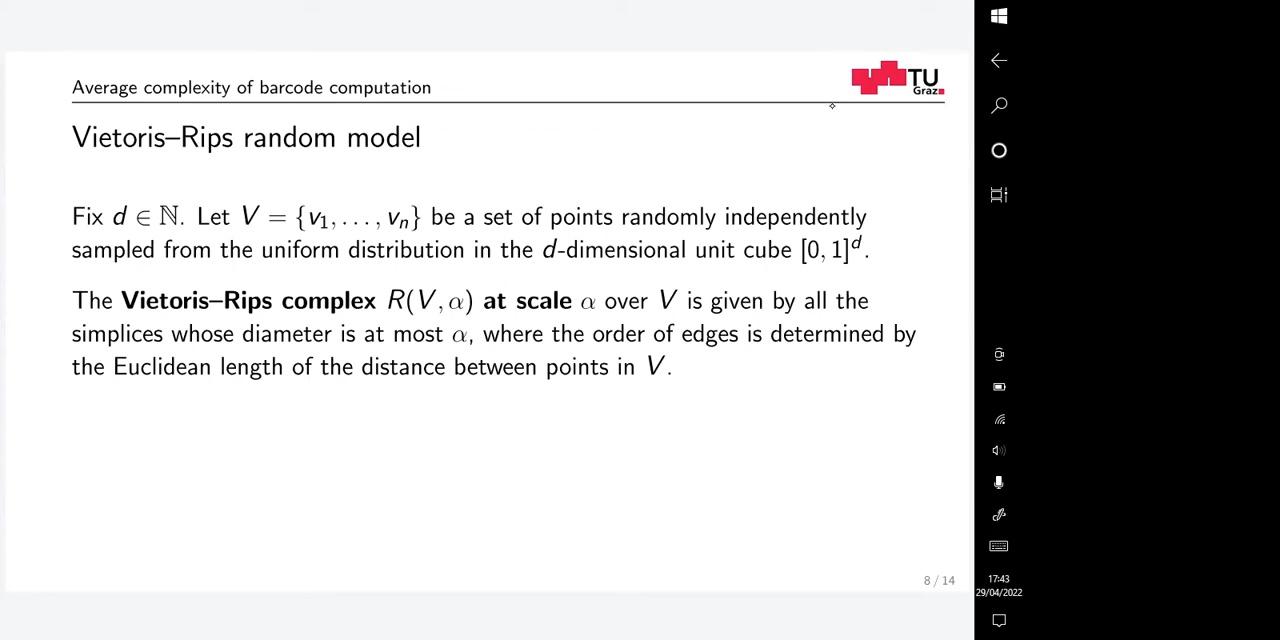 Average complexity of barcode computation
TU
Graz
Vietoris–Rips random model
Fix d ∈ ℕ. Let V = {v₁, . . . , vₙ} be a set of points randomly independently
sampled from the uniform distribution in the d-dimensional unit cube [0, 1]ᵈ.
The Vietoris–Rips complex R(V, α) at scale α over V is given by all the
simplices whose diameter is at most α, where the order of edges is determined by
the Euclidean length of the distance between points in V.
8 / 14
17:43
29/04/2022